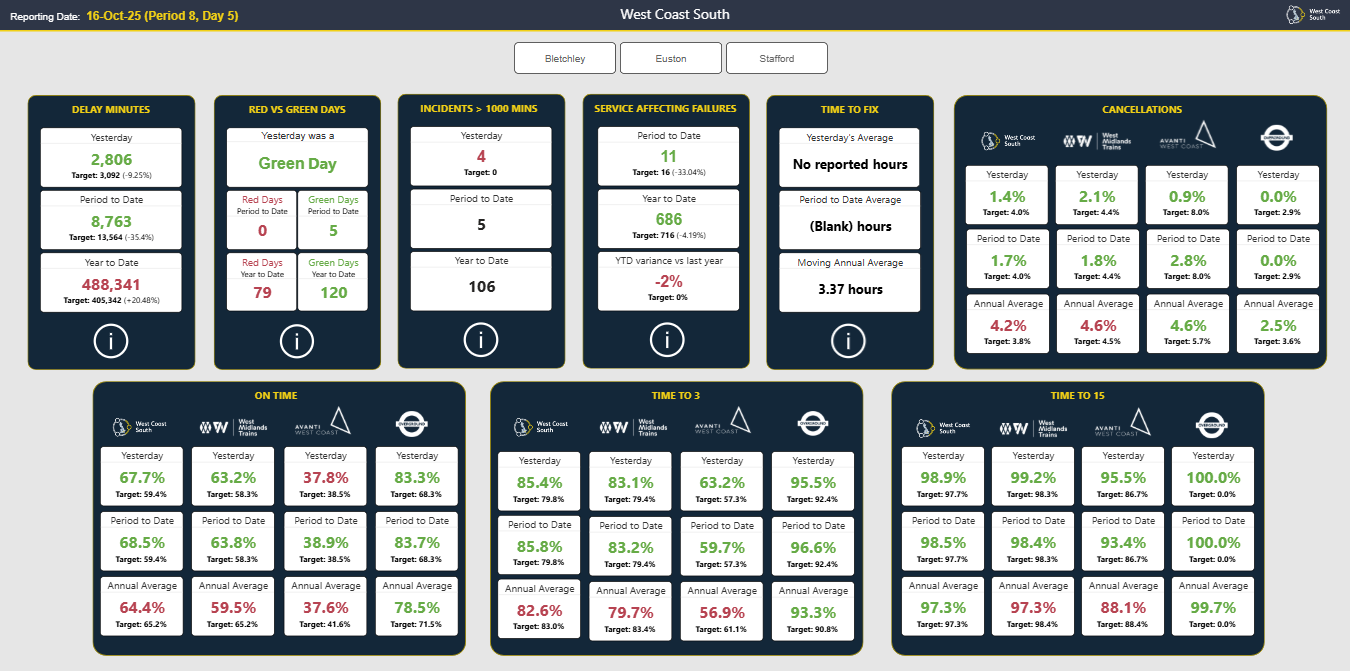 Reporting Date: 16-Oct-25 (Period 8, Day 5)
West Coast South
West Coast
South
Bletchley
Euston
Stafford
DELAY MINUTES
Yesterday
2,806
Target: 3,092 (-9.25%)
Period to Date
8,763
Target: 13,564 (-35.4%)
Year to Date
488,341
Target: 405,342 (+20.48%)
i
RED VS GREEN DAYS
Yesterday was a
Green Day
Red Days
Period to Date
0
Green Days
Period to Date
5
Red Days
Year to Date
79
Green Days
Year to Date
120
i
INCIDENTS > 1000 MINS
Yesterday
4
Target: 0
Period to Date
5
Year to Date
106
i
SERVICE AFFECTING FAILURES
Period to Date
11
Target: 16 (-33.04%)
Year to Date
686
Target: 716 (-4.19%)
YTD variance vs last year
-2%
Target: 0%
i
TIME TO FIX
Yesterday's Average
No reported hours
Period to Date Average
(Blank) hours
Moving Annual Average
3.37 hours
i
CANCELLATIONS
West Coast
South
West
Midlands
Trains
AVANTI
WEST COAST
OVERGROUND
Yesterday
1.4%
Target: 4.0%
Yesterday
2.1%
Target: 4.4%
Yesterday
0.9%
Target: 8.0%
Yesterday
0.0%
Target: 2.9%
Period to Date
1.7%
Target: 4.0%
Period to Date
1.8%
Target: 4.4%
Period to Date
2.8%
Target: 8.0%
Period to Date
0.0%
Target: 2.9%
Annual Average
4.2%
Target: 3.8%
Annual Average
4.6%
Target: 4.5%
Annual Average
4.6%
Target: 5.7%
Annual Average
2.5%
Target: 3.6%
ON TIME
West Coast
South
West
Midlands
Trains
AVANTI
WEST COAST
OVERGROUND
Yesterday
67.7%
Target: 59.4%
Yesterday
63.2%
Target: 58.3%
Yesterday
37.8%
Target: 38.5%
Yesterday
83.3%
Target: 68.3%
Period to Date
68.5%
Target: 59.4%
Period to Date
63.8%
Target: 58.3%
Period to Date
38.9%
Target: 38.5%
Period to Date
83.7%
Target: 68.3%
Annual Average
64.4%
Target: 65.2%
Annual Average
59.5%
Target: 65.2%
Annual Average
37.6%
Target: 41.6%
Annual Average
78.5%
Target: 71.5%
TIME TO 3
West Coast
South
West
Midlands
Trains
AVANTI
WEST COAST
OVERGROUND
Yesterday
85.4%
Target: 79.8%
Yesterday
83.1%
Target: 79.4%
Yesterday
63.2%
Target: 57.3%
Yesterday
95.5%
Target: 92.4%
Period to Date
85.8%
Target: 79.8%
Period to Date
83.2%
Target: 79.4%
Period to Date
59.7%
Target: 57.3%
Period to Date
96.6%
Target: 92.4%
Annual Average
82.6%
Target: 83.0%
Annual Average
79.7%
Target: 83.4%
Annual Average
56.9%
Target: 61.1%
Annual Average
93.3%
Target: 90.8%
TIME TO 15
West Coast
South
West
Midlands
Trains
AVANTI
WEST COAST
OVERGROUND
Yesterday
98.9%
Target: 97.7%
Yesterday
99.2%
Target: 98.3%
Yesterday
95.5%
Target: 86.7%
Yesterday
100.0%
Target: 0.0%
Period to Date
98.5%
Target: 97.7%
Period to Date
98.4%
Target: 98.3%
Period to Date
93.4%
Target: 86.7%
Period to Date
100.0%
Target: 0.0%
Annual Average
97.3%
Target: 97.3%
Annual Average
97.3%
Target: 98.4%
Annual Average
88.1%
Target: 88.4%
Annual Average
99.7%
Target: 0.0%